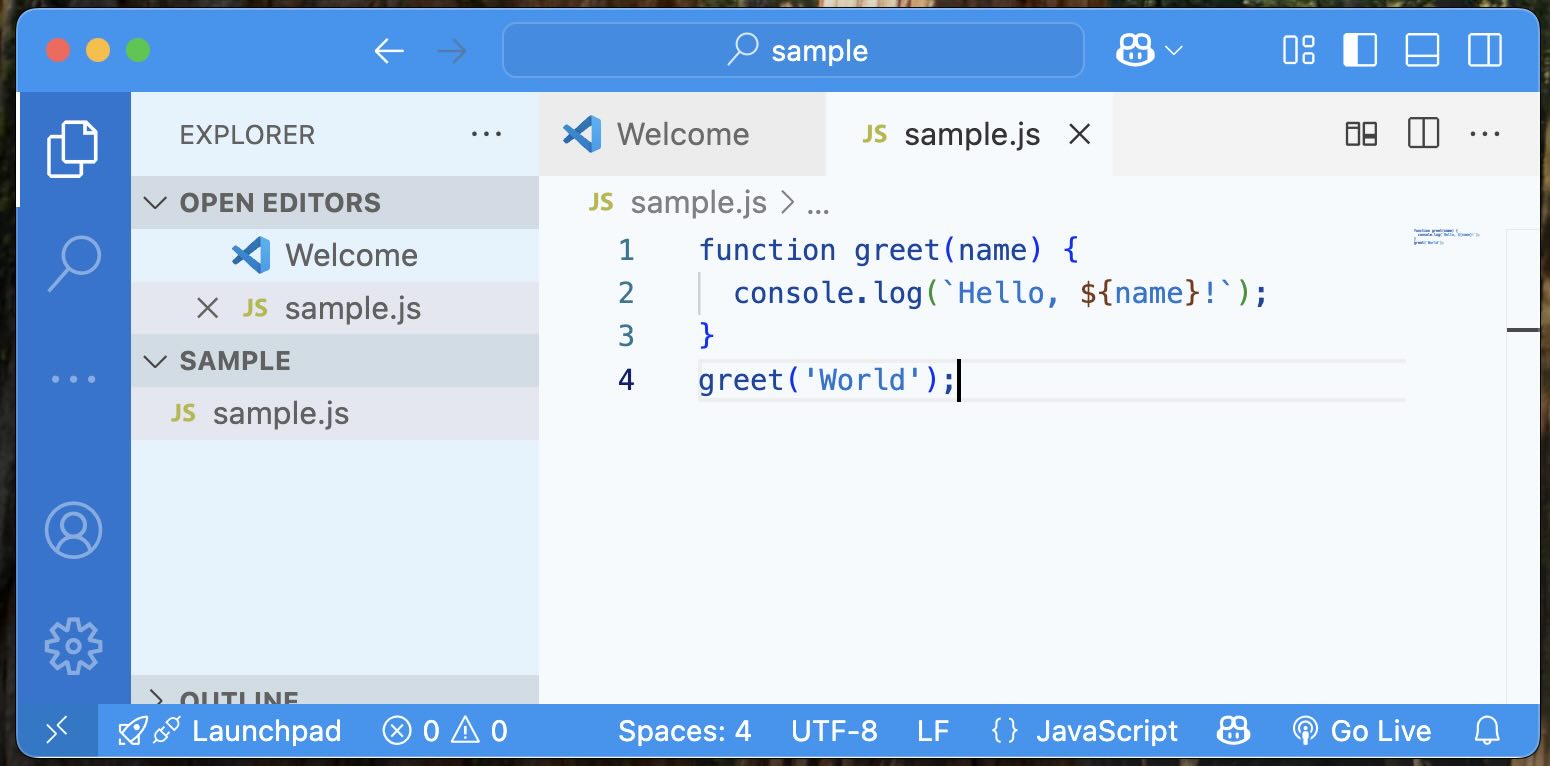 sample
EXPLORER
OPEN EDITORS
Welcome
JS sample.js
SAMPLE
JS sample.js
OUTLINE
Welcome
JS sample.js
JS sample.js > ...
1 function greet(name) {
2 console.log(`Hello, ${name}!`);
3 }
4 greet('World');
Launchpad 0 0 Spaces: 4 UTF-8 LF {} JavaScript Go Live